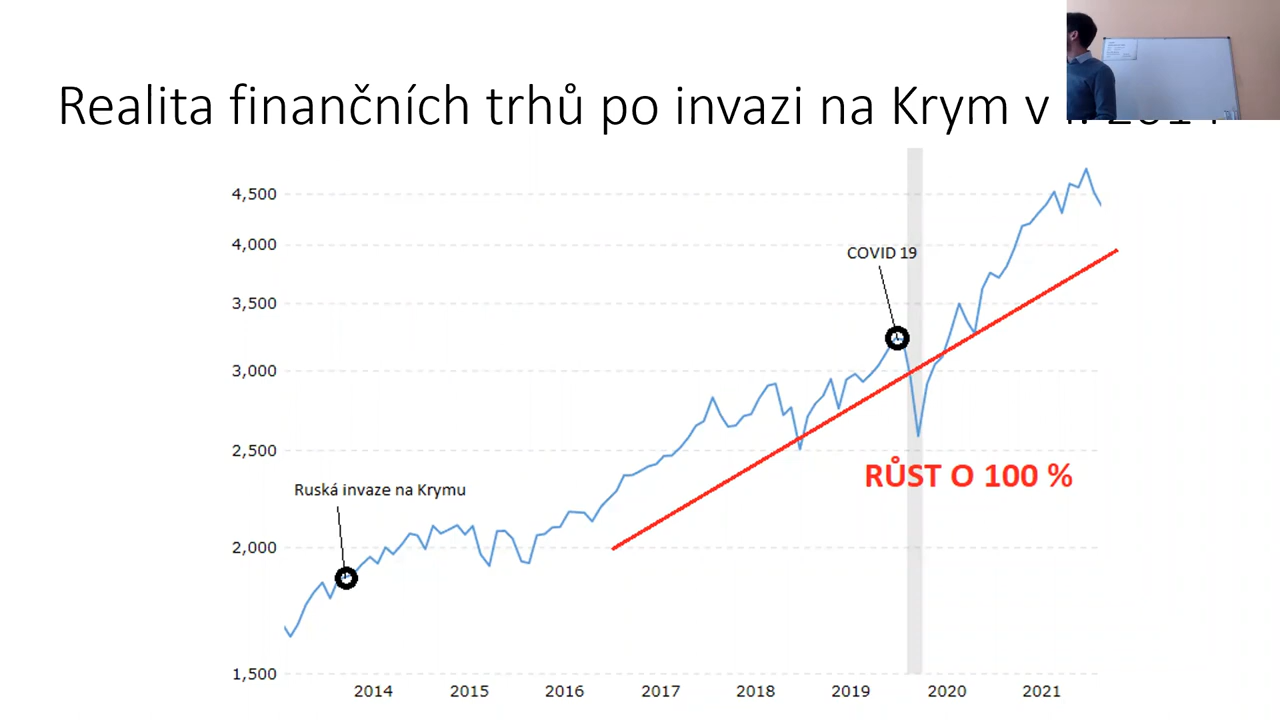 Realita finančních trhů po invazi na Krym v
4,500
COVID 19
4,000
3,500
3,000
2,500
RŮST O 100 %
Ruská invaze na Krymu
2,000
1,500
2014 2015 2016 2017 2018 2019 2020 2021